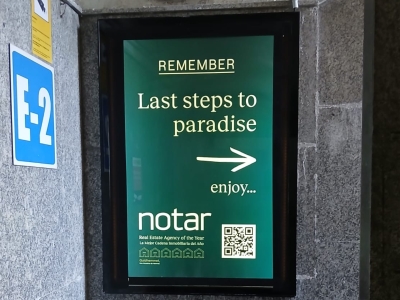 E-2
REMEMBER
Last steps to
paradise
enjoy...
notar
Real Estate Agency of the Year
La Mejor Cadena Inmobiliaria del Año